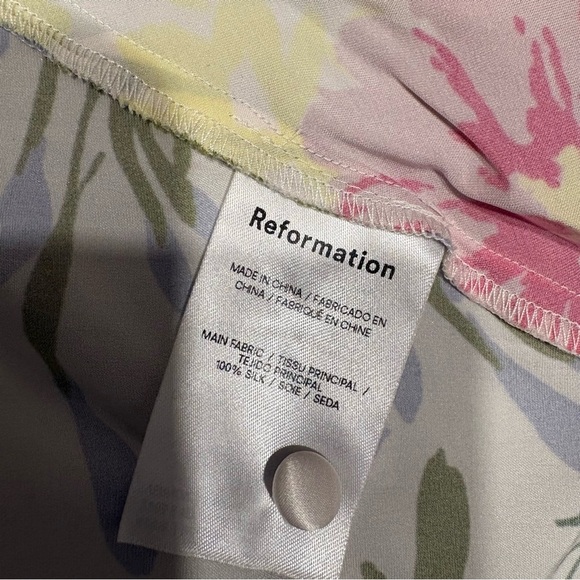 Reformation
MADE IN CHINA / FABRICADO EN
CHINA / FABRIQUÉ EN CHINE
MAIN FABRIC / TISSU PRINCIPAL /
TEJIDO PRINCIPAL
100% SILK / SOIE / SEDA